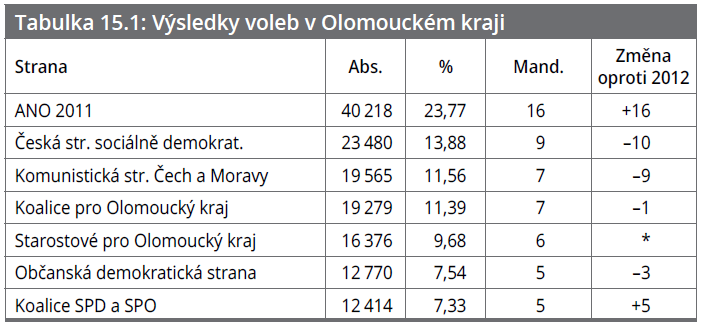 Tabulka 15.1: Výsledky voleb v Olomouckém kraji
Strana Abs. % Mand. Změna oproti 2012
ANO 2011 40 218 23,77 16 +16
Česká str. sociálně demokrat. 23 480 13,88 9 –10
Komunistická str. Čech a Moravy 19 565 11,56 7 –9
Koalice pro Olomoucký kraj 19 279 11,39 7 –1
Starostové pro Olomoucký kraj 16 376 9,68 6 *
Občanská demokratická strana 12 770 7,54 5 –3
Koalice SPD a SPO 12 414 7,33 5 +5